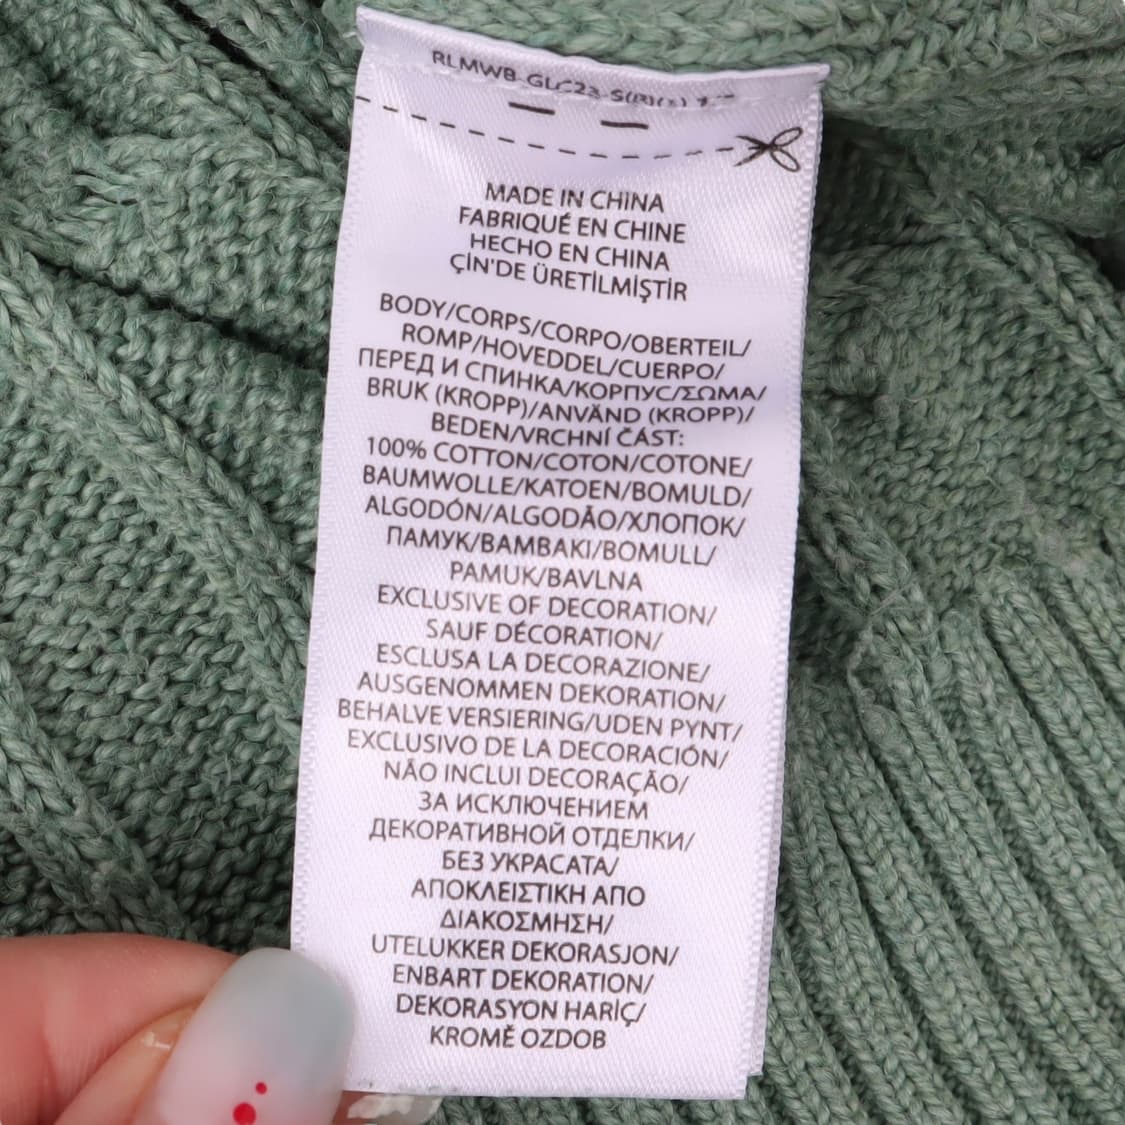 MADE IN CHINA
FABRIQUÉ EN CHINE
HECHO EN CHINA
ÇİN'DE ÜRETİLMİŞTİR
BODY/CORPS/CORPO/OBERTEIL/
ROMP/HOVEDDEL/CUERPO/
ПЕРЕД И СПИНКА/КОРПУС/ΣΩΜΑ/
BRUK (KROPP)/ANVÄND (KROPP)/
BEDEN/VRCHNÍ ČÁST:
100% COTTON/COTON/COTONE/
BAUMWOLLE/KATOEN/BOMULD/
ALGODÓN/ALGODÃO/ХЛОПОК/
ПАМУК/ΒΑΜΒΑΚΙ/BOMULL/
PAMUK/BAVLNA
EXCLUSIVE OF DECORATION/
SAUF DÉCORATION/
ESCLUSA LA DECORAZIONE/
AUSGENOMMEN DEKORATION/
BEHALVE VERSIERING/UDEN PYNT/
EXCLUSIVO DE LA DECORACIÓN/
NÃO INCLUI DECORAÇÃO/
ЗА ИСКЛЮЧЕНИЕМ
ДЕКОРАТИВНОЙ ОТДЕЛКИ/
БЕЗ УКРАСАТА/
ΑΠΟΚΛΕΙΣΤΙΚΗ ΑΠΟ
ΔΙΑΚΟΣΜΗΣΗ/
UTELUKKER DEKORASJON/
ENBART DEKORATION/
DEKORASYON HARİÇ/
KROMĚ OZDOB